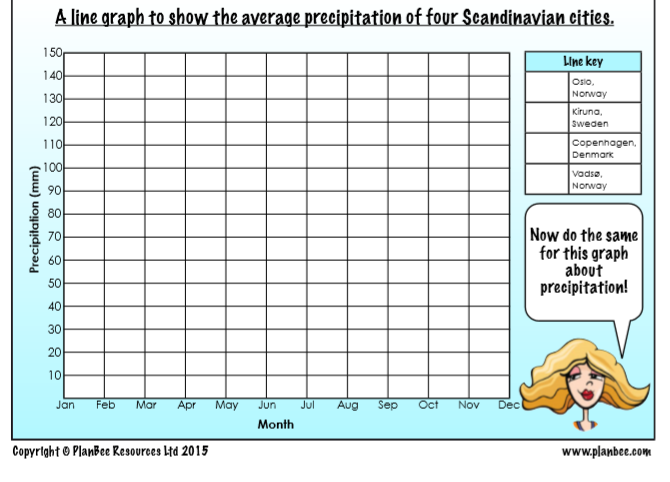 A line graph to show the average precipitation of four Scandinavian cities.
150
140
130
120
110
100
90
80
70
60
50
40
30
20
10
Precipitation (mm)
Jan Feb Mar Apr May Jun Jul Aug Sep Oct Nov Dec
Month
Line key
Oslo,
Norway
Kiruna,
Sweden
Copenhagen,
Denmark
Vadsø,
Norway
Now do the same
for this graph
about
precipitation!
Copyright © PlanBee Resources Ltd 2015
www.planbee.com